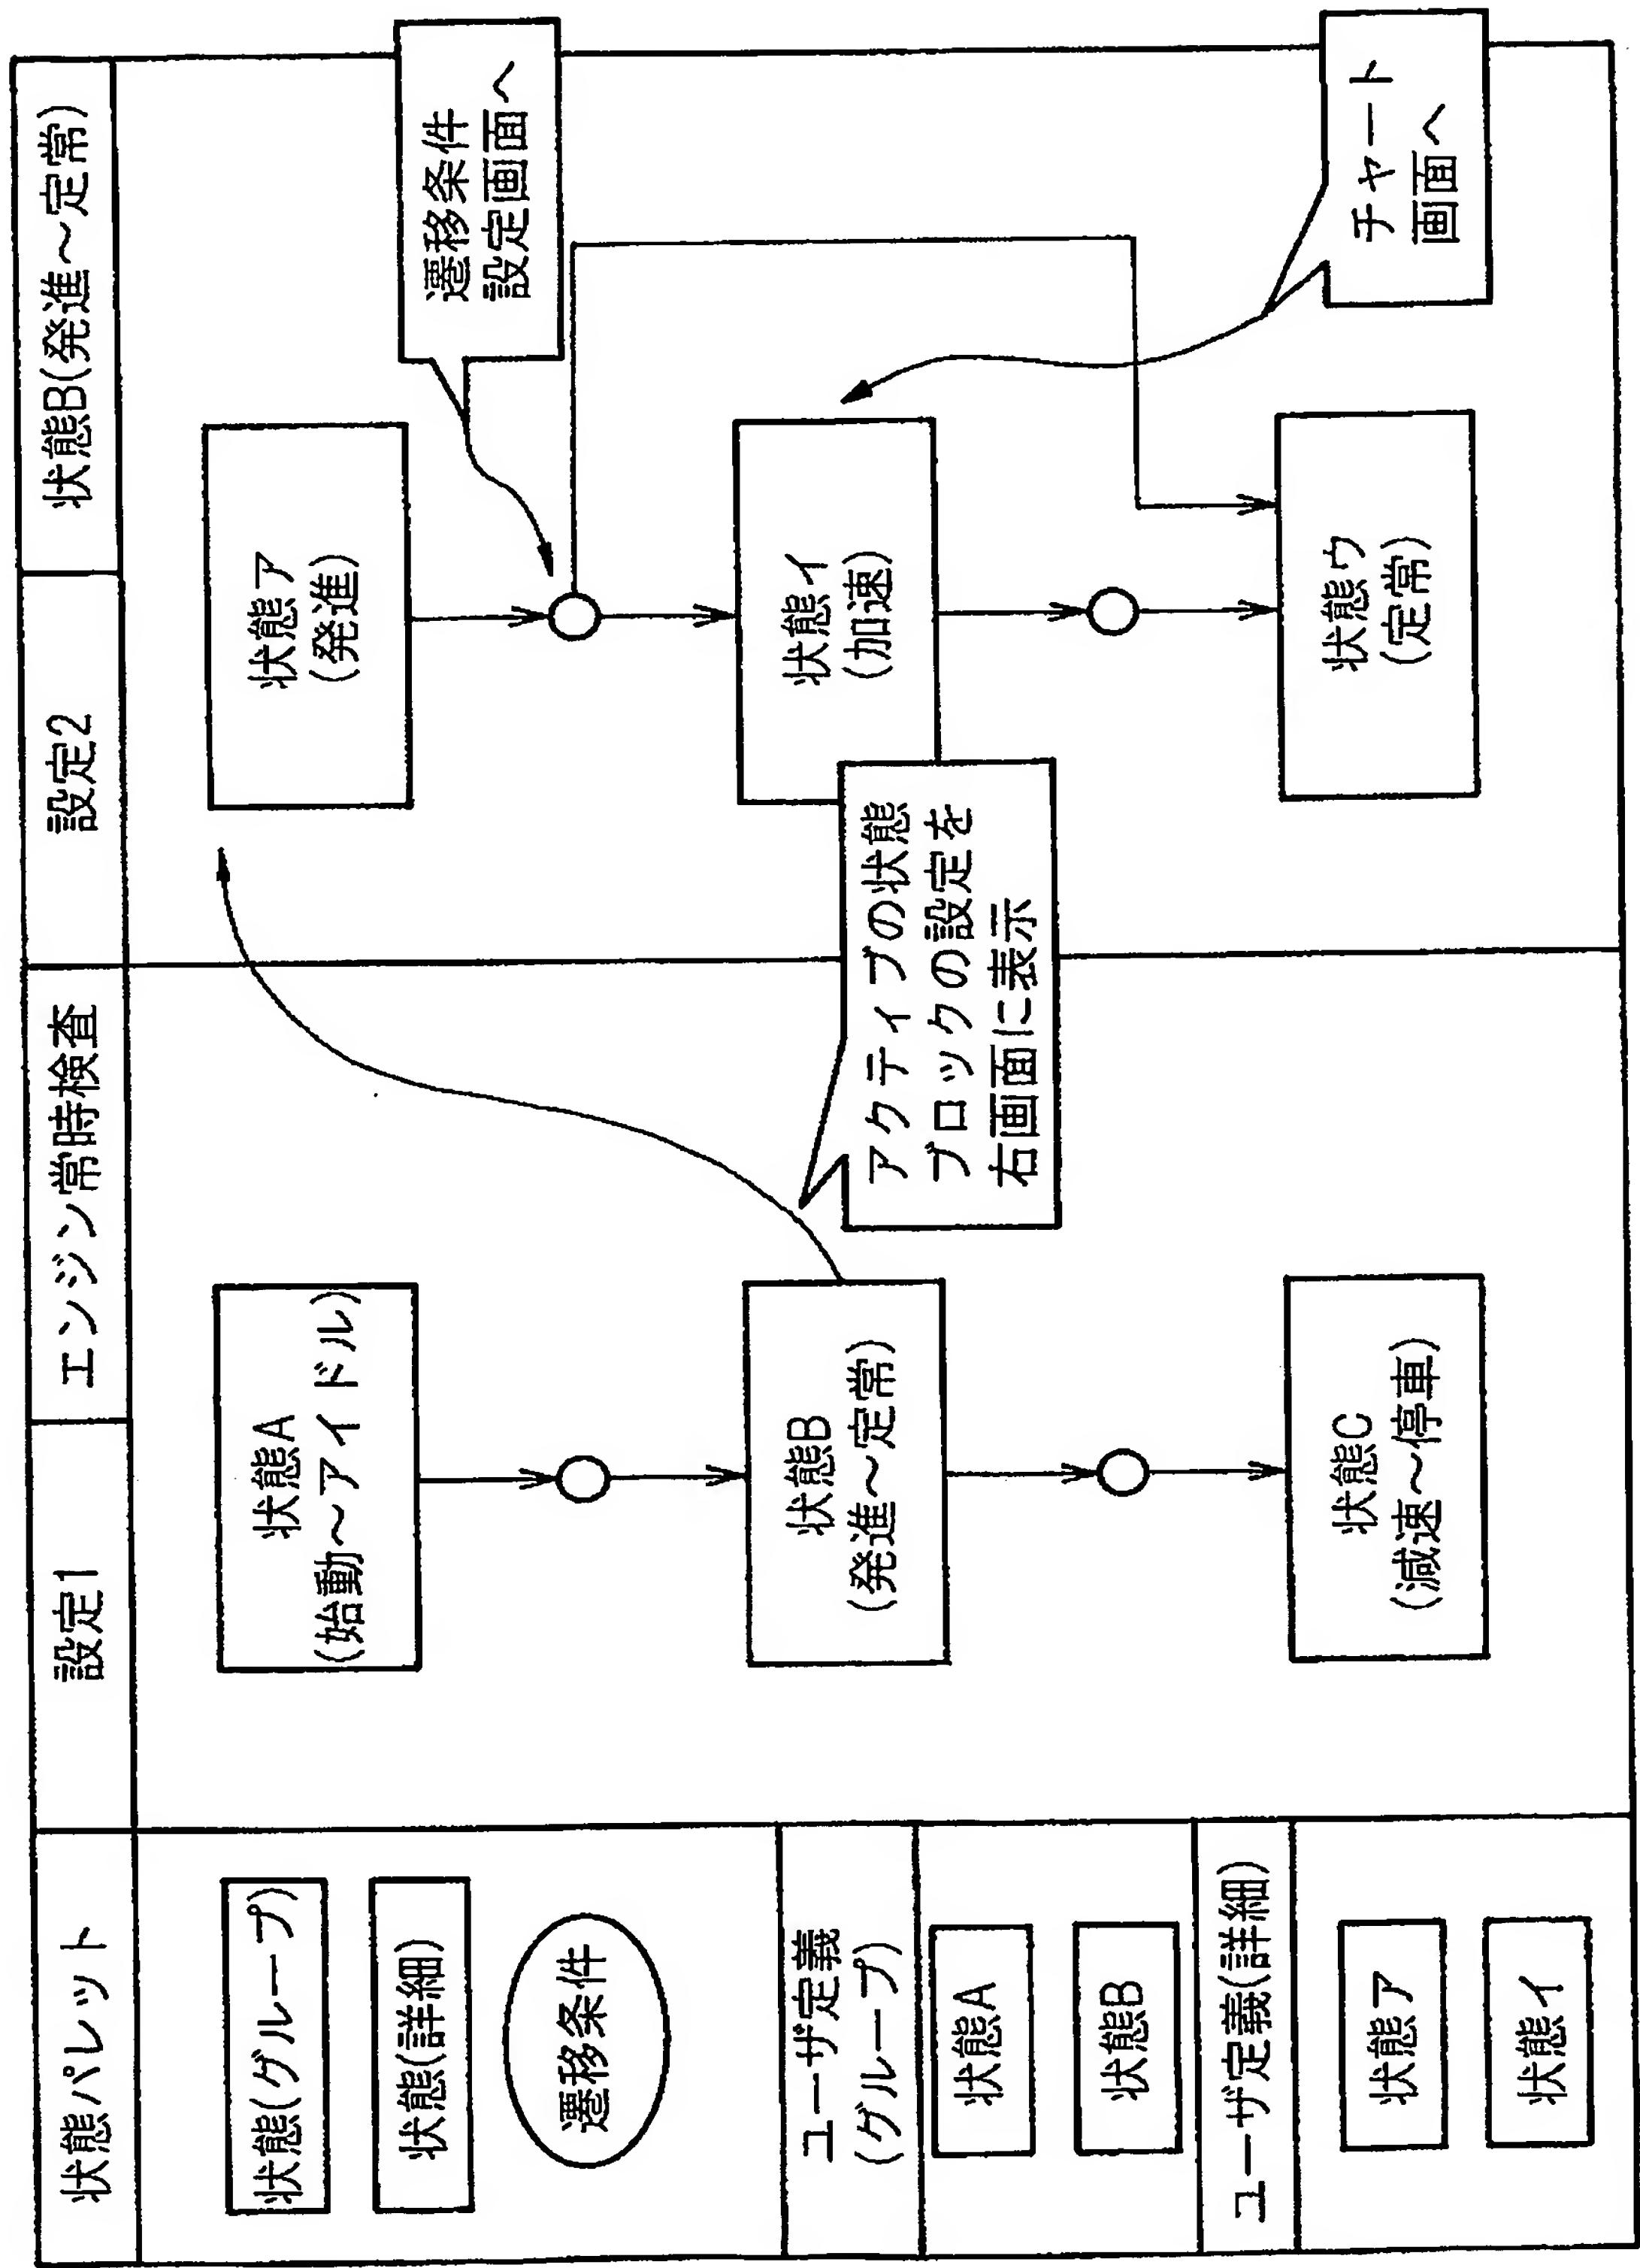 状態パレット
設定1
エンジン常時検査
設定2
状態B(発進～定常)
状態(グループ)
状態(詳細)
遷移条件
ユーザ定義
(グループ)
状態A
状態B
ユーザ定義(詳細)
状態ア
状態イ
状態A
(始動～アイドル)
状態B
(発進～定常)
状態C
(減速～停車)
アクティブの状態
ブロックの設定を
右画面に表示
状態ア
(発進)
状態イ
(加速)
状態ウ
(定常)
遷移条件
設定画面へ
チャート
画面へ